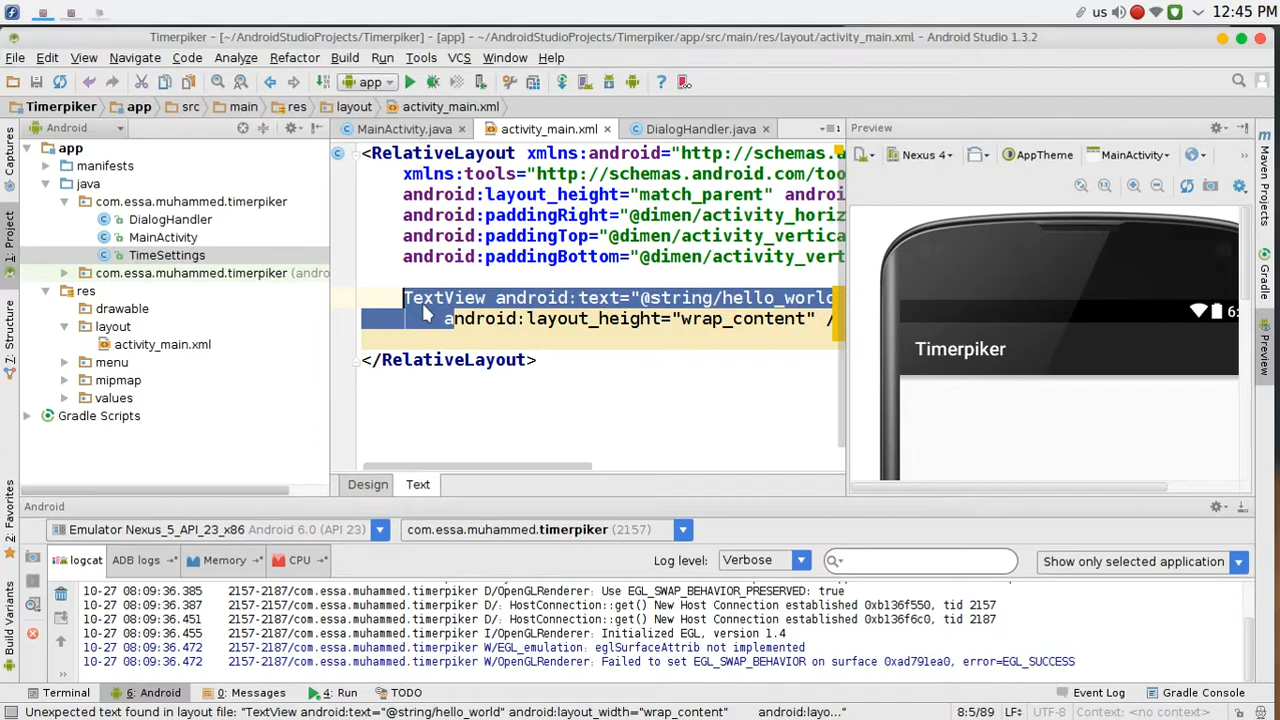 us 12:45 PM
Timerpiker - [~/AndroidStudioProjects/Timerpiker] - [app] - ~/AndroidStudioProjects/Timerpiker/app/src/main/res/layout/activity_main.xml - Android Studio 1.3.2
File Edit View Navigate Code Analyze Refactor Build Run Tools VCS Window Help
app
Timerpiker app src main res layout activity_main.xml
Android MainActivity.java activity_main.xml DialogHandler.java Preview
Nexus 4 AppTheme MainActivity
Captures
1: Project
7: Structure
2: Favorites
Build Variants
app
manifests
java
com.essa.muhammed.timerpiker
DialogHandler
MainActivity
TimeSettings
com.essa.muhammed.timerpiker (andro
res
drawable
layout
activity_main.xml
menu
mipmap
values
Gradle Scripts
<RelativeLayout xmlns:android="http://schemas.a
xmlns:tools="http://schemas.android.com/too
android:layout_height="match_parent" android
android:paddingRight="@dimen/activity_horiz
android:paddingTop="@dimen/activity_vertica
android:paddingBottom="@dimen/activity_vert
TextView android:text="@string/hello_world
android:layout_height="wrap_content" /
</RelativeLayout>
Design Text
Timerpiker
Maven Projects
Gradle
Preview
Android
Emulator Nexus_5_API_23_x86 Android 6.0 (API 23) com.essa.muhammed.timerpiker (2157)
logcat ADB logs Memory CPU Log level: Verbose Show only selected application
10-27 08:09:36.385 2157-2187/com.essa.muhammed.timerpiker D/OpenGLRenderer: Use EGL_SWAP_BEHAVIOR_PRESERVED: true
10-27 08:09:36.387 2157-2157/com.essa.muhammed.timerpiker D/: HostConnection::get() New Host Connection established 0xb136f550, tid 2157
10-27 08:09:36.451 2157-2187/com.essa.muhammed.timerpiker D/: HostConnection::get() New Host Connection established 0xb136f6c0, tid 2187
10-27 08:09:36.455 2157-2187/com.essa.muhammed.timerpiker I/OpenGLRenderer: Initialized EGL, version 1.4
10-27 08:09:36.472 2157-2187/com.essa.muhammed.timerpiker W/EGL_emulation: eglSurfaceAttrib not implemented
10-27 08:09:36.472 2157-2187/com.essa.muhammed.timerpiker W/OpenGLRenderer: Failed to set EGL_SWAP_BEHAVIOR on surface 0xad791ea0, error=EGL_SUCCESS
Terminal 6: Android 0: Messages 4: Run TODO Event Log Gradle Console
Unexpected text found in layout file: "TextView android:text="@string/hello_world" android:layout_width="wrap_content" android:layo..." 8:5/89 LF÷ UTF-8 Context: <no context>